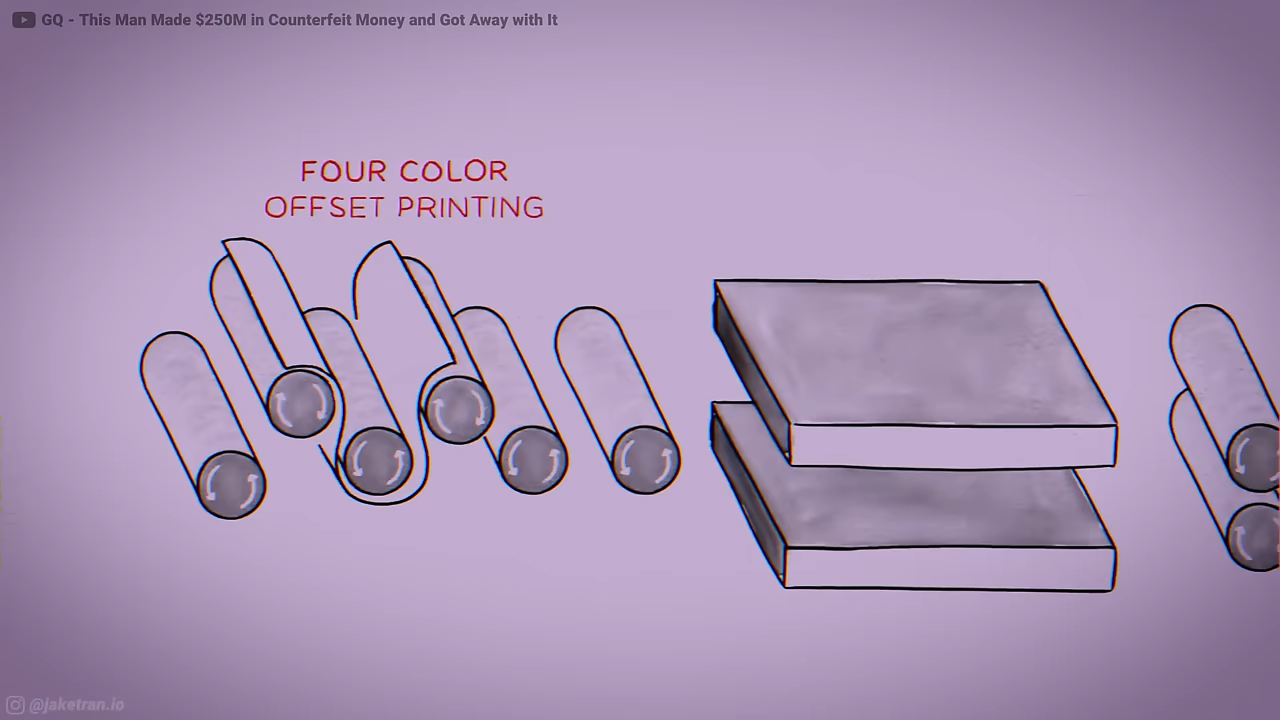 GQ - This Man Made $250M in Counterfeit Money and Got Away with It
FOUR COLOR
OFFSET PRINTING
@jaketran.io